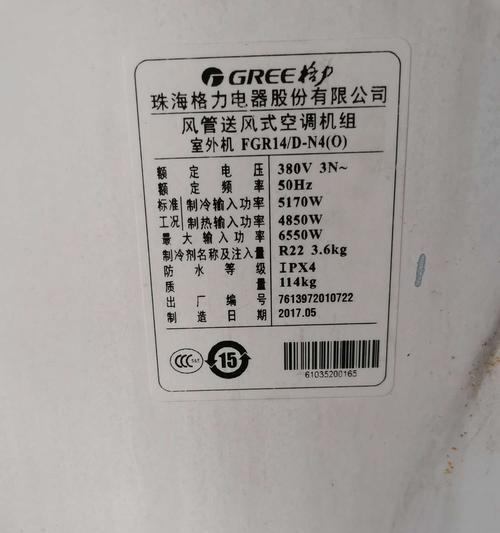 GREE格力
珠海格力电器股份有限公司
风管送风式空调机组
室外机 FGR14/D-N4(O)
额定电压 380V 3N~
额定频率 50Hz
标准 制冷输入功率 5170W
工况 制热输入功率 4850W
最大输入功率 6550W
制冷剂名称及注入量 R22 3.6kg
防水等级 IPX4
质量 114kg
出厂编号 7613972010722
制造日期 2017.05
CCC S&E
15
61035200165